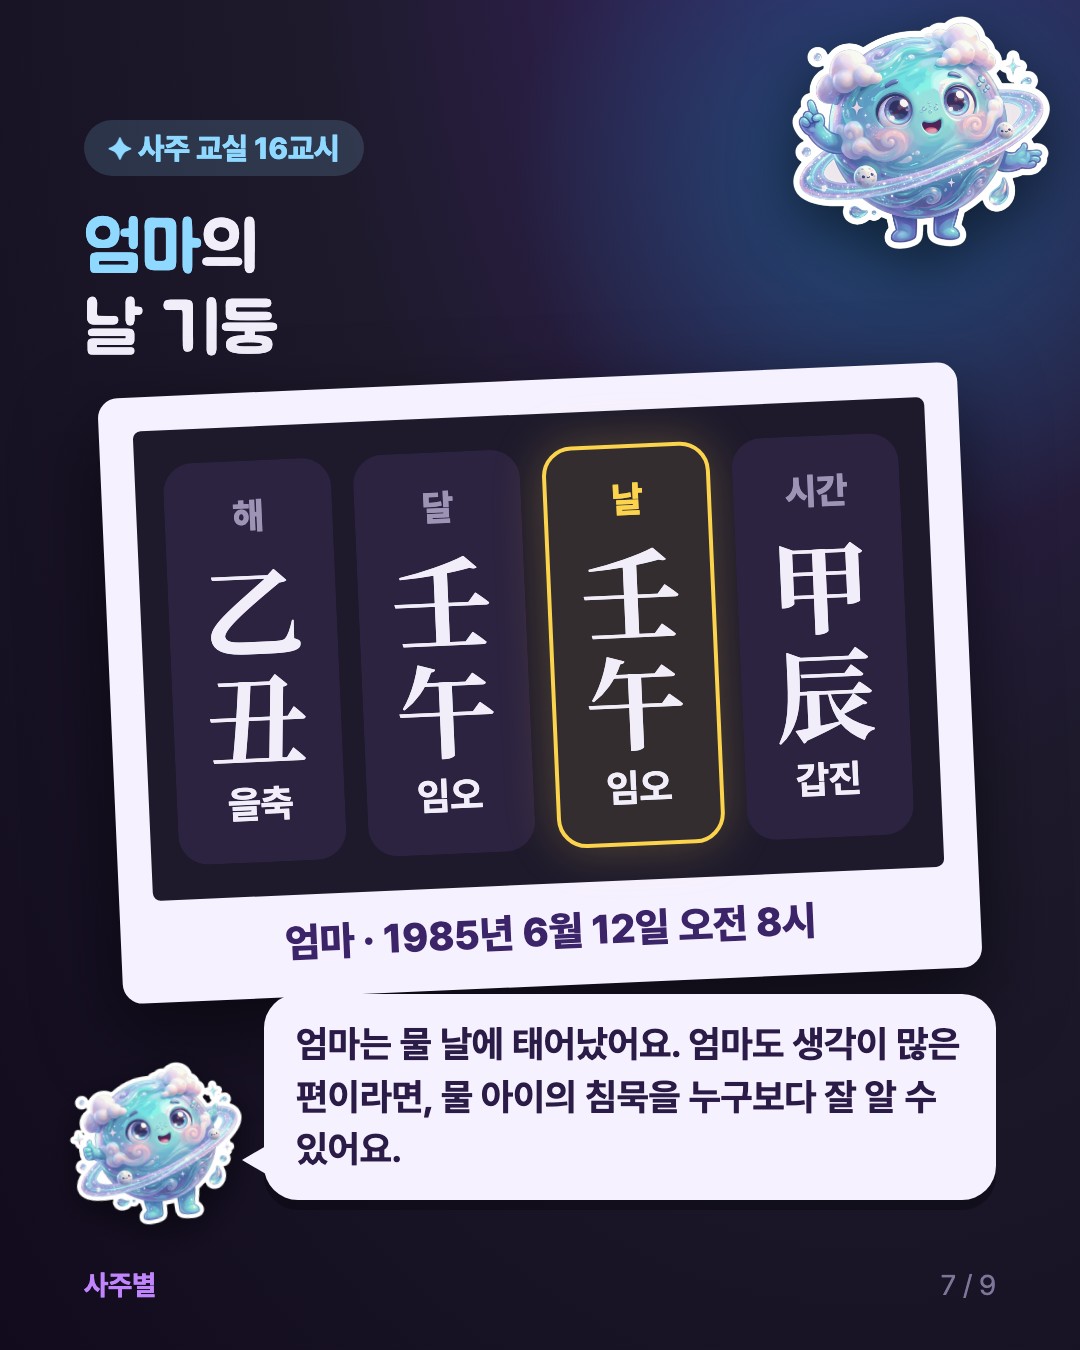 사주 교실 16교시
엄마의
날 기둥
해 달 날 시간
乙 壬 壬 甲
丑 午 午 辰
을축 임오 임오 갑진
엄마 · 1985년 6월 12일 오전 8시
엄마는 물 날에 태어났어요. 엄마도 생각이 많은
편이라면, 물 아이의 침묵을 누구보다 잘 알 수
있어요.
사주별
7 / 9